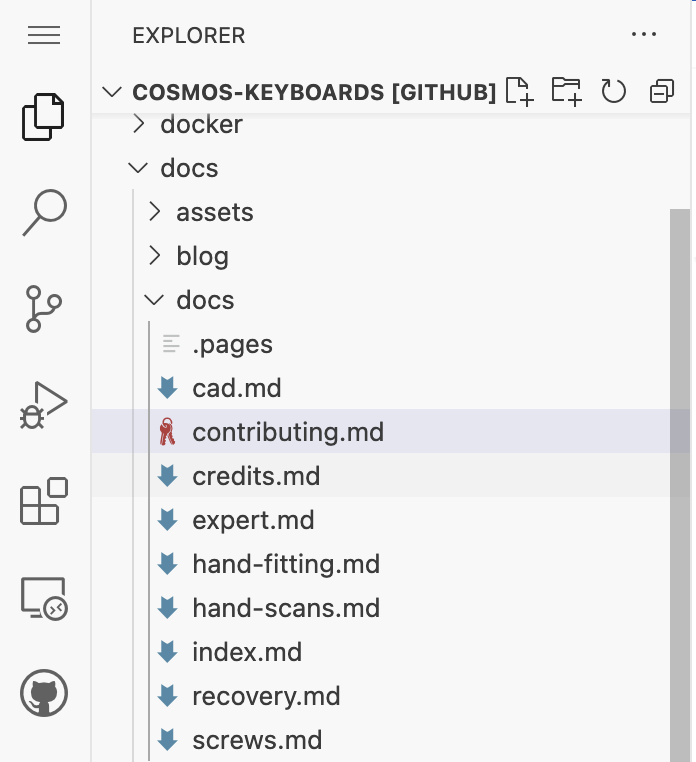 EXPLORER
COSMOS-KEYBOARDS [GITHUB]
docker
docs
assets
blog
docs
.pages
cad.md
contributing.md
credits.md
expert.md
hand-fitting.md
hand-scans.md
index.md
recovery.md
screws.md